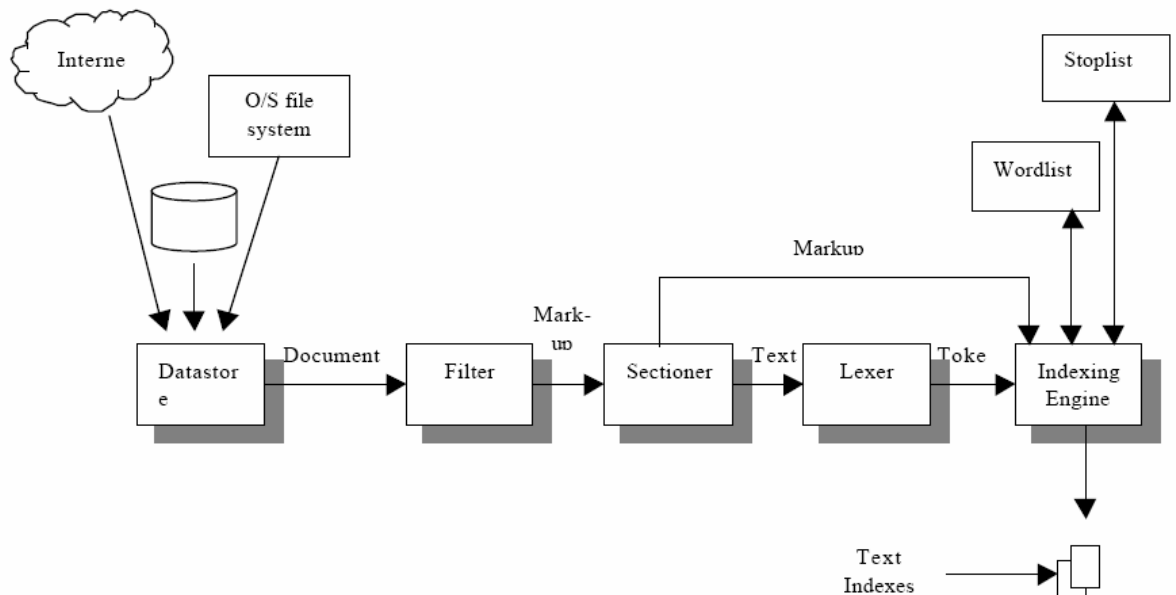 Interne
O/S file
system
Stoplist
Wordlist
Markup
Mark-
up
Document
Text
Toke
Datastor
e
Filter
Sectioner
Lexer
Indexing
Engine
Text
Indexes